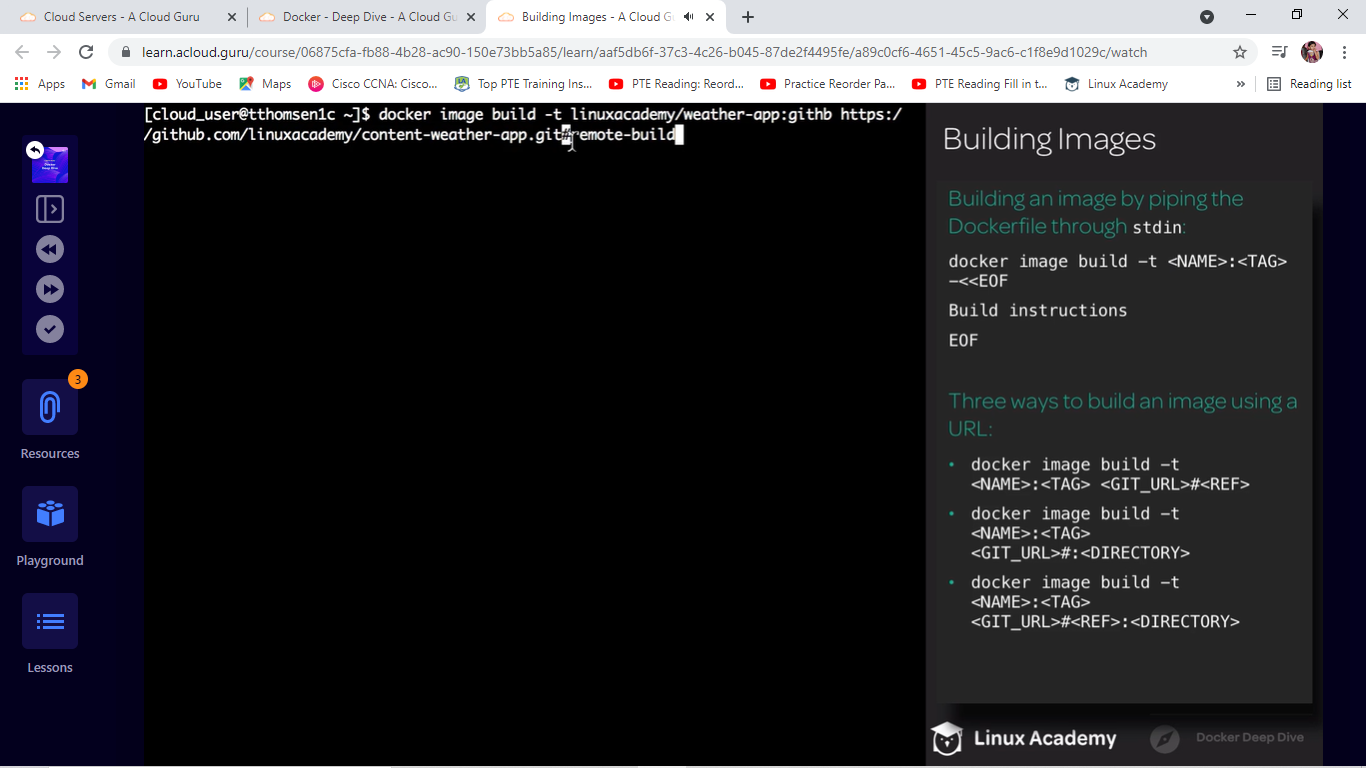 Cloud Servers - A Cloud Guru
Docker - Deep Dive - A Cloud Gu
Building Images - A Cloud G
learn.acloud.guru/course/06875cfa-fb88-4b28-ac90-150e73bb5a85/learn/aaf5db6f-37c3-4c26-b045-87de2f4495fe/a89c0cf6-4651-45c5-9ac6-c1f8e9d1029c/watch
Apps
Gmail
YouTube
Maps
Cisco CCNA: Cisco...
Top PTE Training Ins...
PTE Reading: Reord...
Practice Reorder Pa...
PTE Reading Fill in t...
Linux Academy
»
Reading list
3
Resources
Playground
Lessons
[cloud_user@tthomsen1c ~]$ docker image build -t linuxacademy/weather-app:githb https:/
/github.com/linuxacademy/content-weather-app.git#remote-build
Building Images
Building an image by piping the
Dockerfile through stdin:
docker image build -t <NAME>:<TAG>
-<<EOF
Build instructions
EOF
Three ways to build an image using a
URL:
• docker image build -t
<NAME>:<TAG> <GIT_URL>#<REF>
• docker image build -t
<NAME>:<TAG>
<GIT_URL>#:<DIRECTORY>
• docker image build -t
<NAME>:<TAG>
<GIT_URL>#<REF>:<DIRECTORY>
Linux Academy
Docker Deep Dive